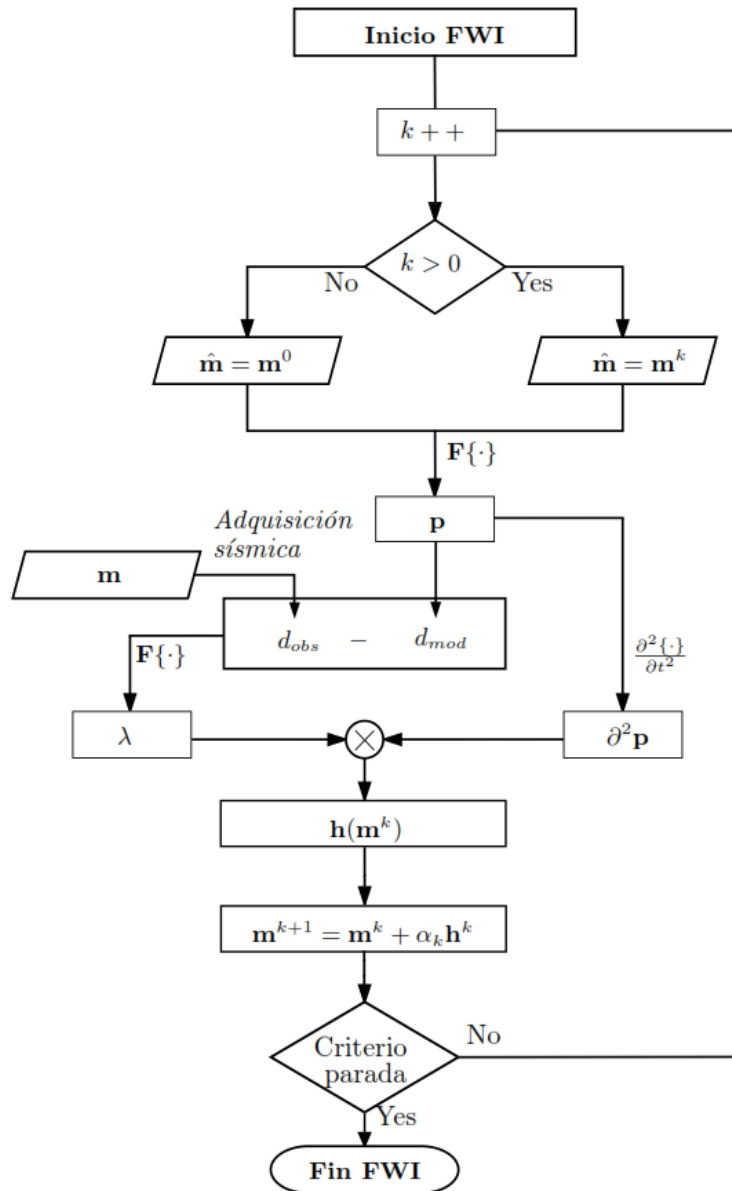 Inicio FWI
k + +
k > 0
No
Yes
m̂ = m⁰
m̂ = mᵏ
F{·}
p
Adquisición
sísmica
m
d_obs − d_mod
F{·}
∂²{·}
∂t²
λ
∂²p
h(mᵏ)
mᵏ⁺¹ = mᵏ + αₖhᵏ
Criterio
parada
No
Yes
Fin FWI